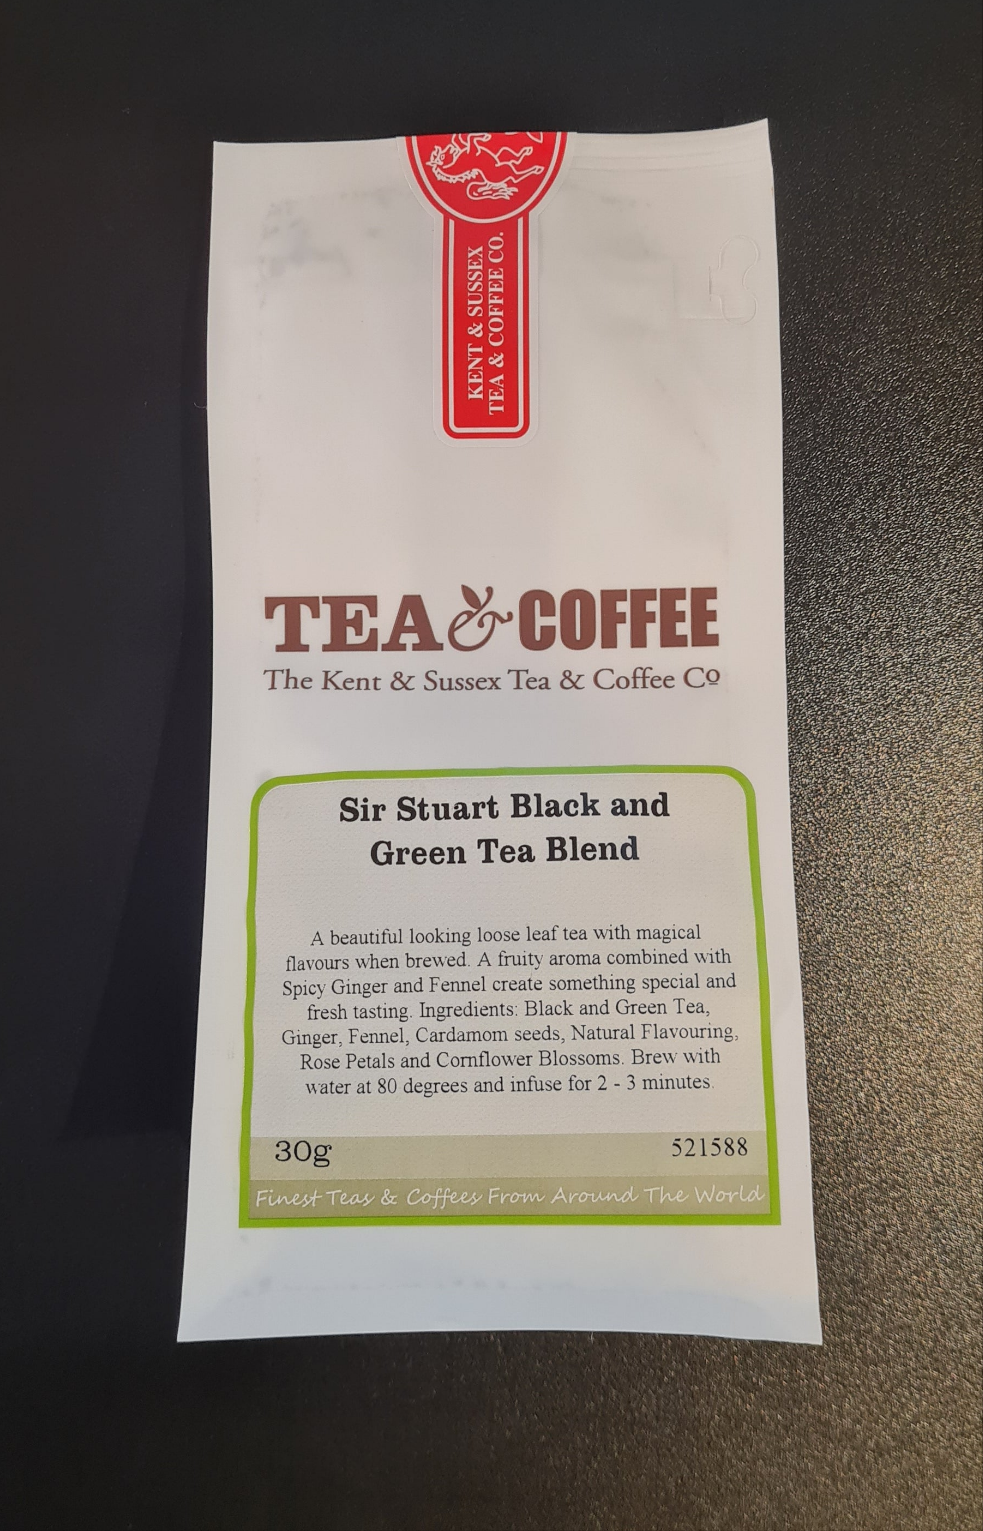 KENT & SUSSEX
TEA & COFFEE CO.
TEA & COFFEE
The Kent & Sussex Tea & Coffee Cº
Sir Stuart Black and
Green Tea Blend
A beautiful looking loose leaf tea with magical
flavours when brewed. A fruity aroma combined with
Spicy Ginger and Fennel create something special and
fresh tasting. Ingredients: Black and Green Tea,
Ginger, Fennel, Cardamom seeds, Natural Flavouring,
Rose Petals and Cornflower Blossoms. Brew with
water at 80 degrees and infuse for 2 - 3 minutes.
30g 521588
Finest Teas & Coffees From Around The World